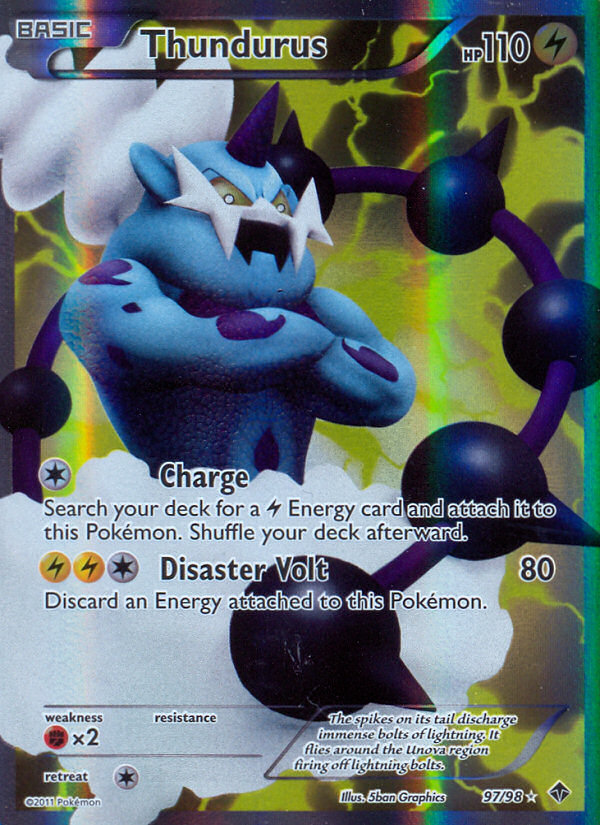 BASIC
Thundurus
HP110
Charge
Search your deck for a Energy card and attach it to
this Pokémon. Shuffle your deck afterward.
Disaster Volt 80
Discard an Energy attached to this Pokémon.
weakness resistance
×2
The spikes on its tail discharge
immense bolts of lightning. It
flies around the Unova region
firing off lightning bolts.
retreat
©2011 Pokémon
Illus. 5ban Graphics 97/98